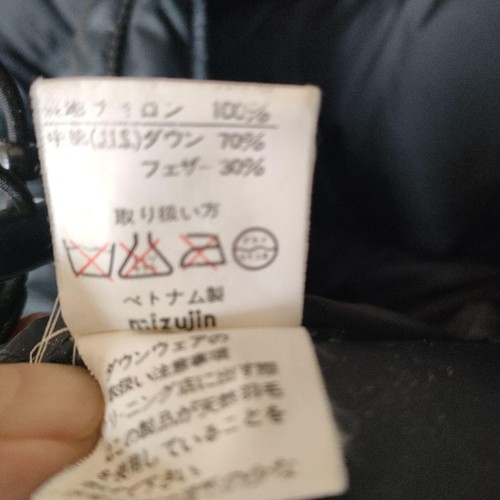 ナイロン 100%
中綿(J.I.S.)ダウン 70%
フェザー 30%
取り扱い方
ベトナム製
mizujin
ダウンウェアの
取扱い注意事項
クリーニング店に出す際
の製品が天然羽毛
使用していることを